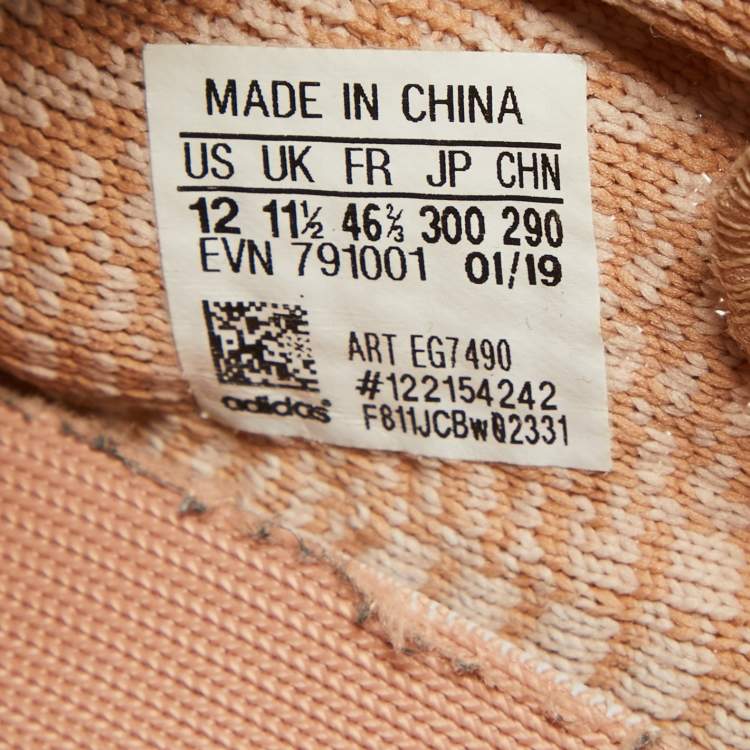 MADE IN CHINA
US UK FR JP CHN
12 11½ 46⅔ 300 290
EVN 791001 01/19
ART EG7490
#122154242
adidas®